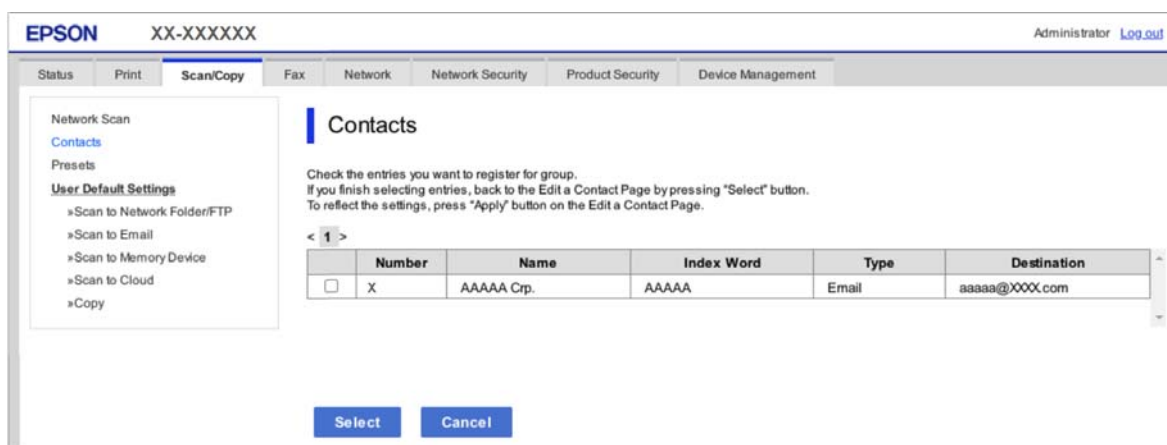 EPSON XX-XXXXXX Administrator Log out
Status Print Scan/Copy Fax Network Network Security Product Security Device Management
Network Scan
Contacts
Presets
User Default Settings
»Scan to Network Folder/FTP
»Scan to Email
»Scan to Memory Device
»Scan to Cloud
»Copy
Contacts
Check the entries you want to register for group.
If you finish selecting entries, back to the Edit a Contact Page by pressing "Select" button.
To reflect the settings, press "Apply" button on the Edit a Contact Page.
< 1 >
Number Name Index Word Type Destination
X AAAAA Crp. AAAAA Email aaaaa@XXXX.com
Select Cancel